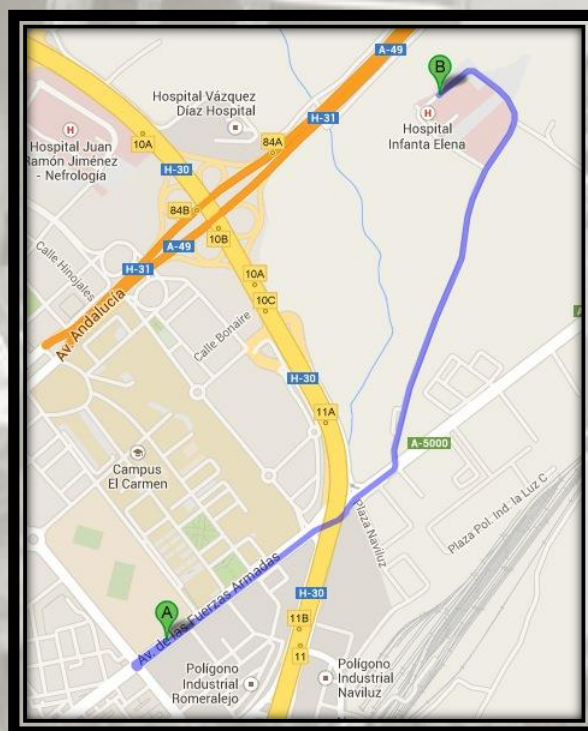 A-49
B
Hospital Vázquez
Díaz Hospital
H-31
H
Hospital
Infanta Elena
H
Hospital Juan
Ramón Jiménez
- Nefrología
10A
84A
H-30
84B
10B
A-49
H-31
Calle Hinojales
Av. Andalucía
10A
10C
Calle Bonaire
H-30
11A
A-5000
Campus
El Carmen
Plaza Naviluz
Plaza Pol. Ind. la Luz C
A
Av. de las Fuerzas Armadas
H-30
11B
11
Polígono
Industrial
Romeralejo
Polígono
Industrial
Naviluz